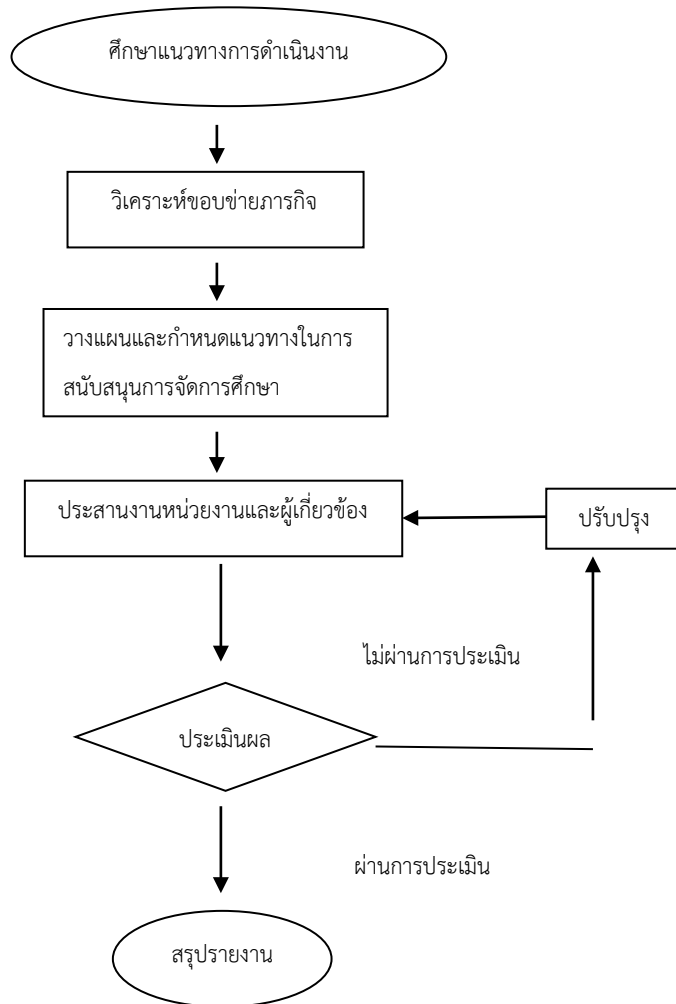 ศึกษาแนวทางการดำเนินงาน
วิเคราะห์ขอบข่ายภารกิจ
วางแผนและกำหนดแนวทางในการ
สนับสนุนการจัดการศึกษา
ประสานงานหน่วยงานและผู้เกี่ยวข้อง
ปรับปรุง
ไม่ผ่านการประเมิน
ประเมินผล
ผ่านการประเมิน
สรุปรายงาน